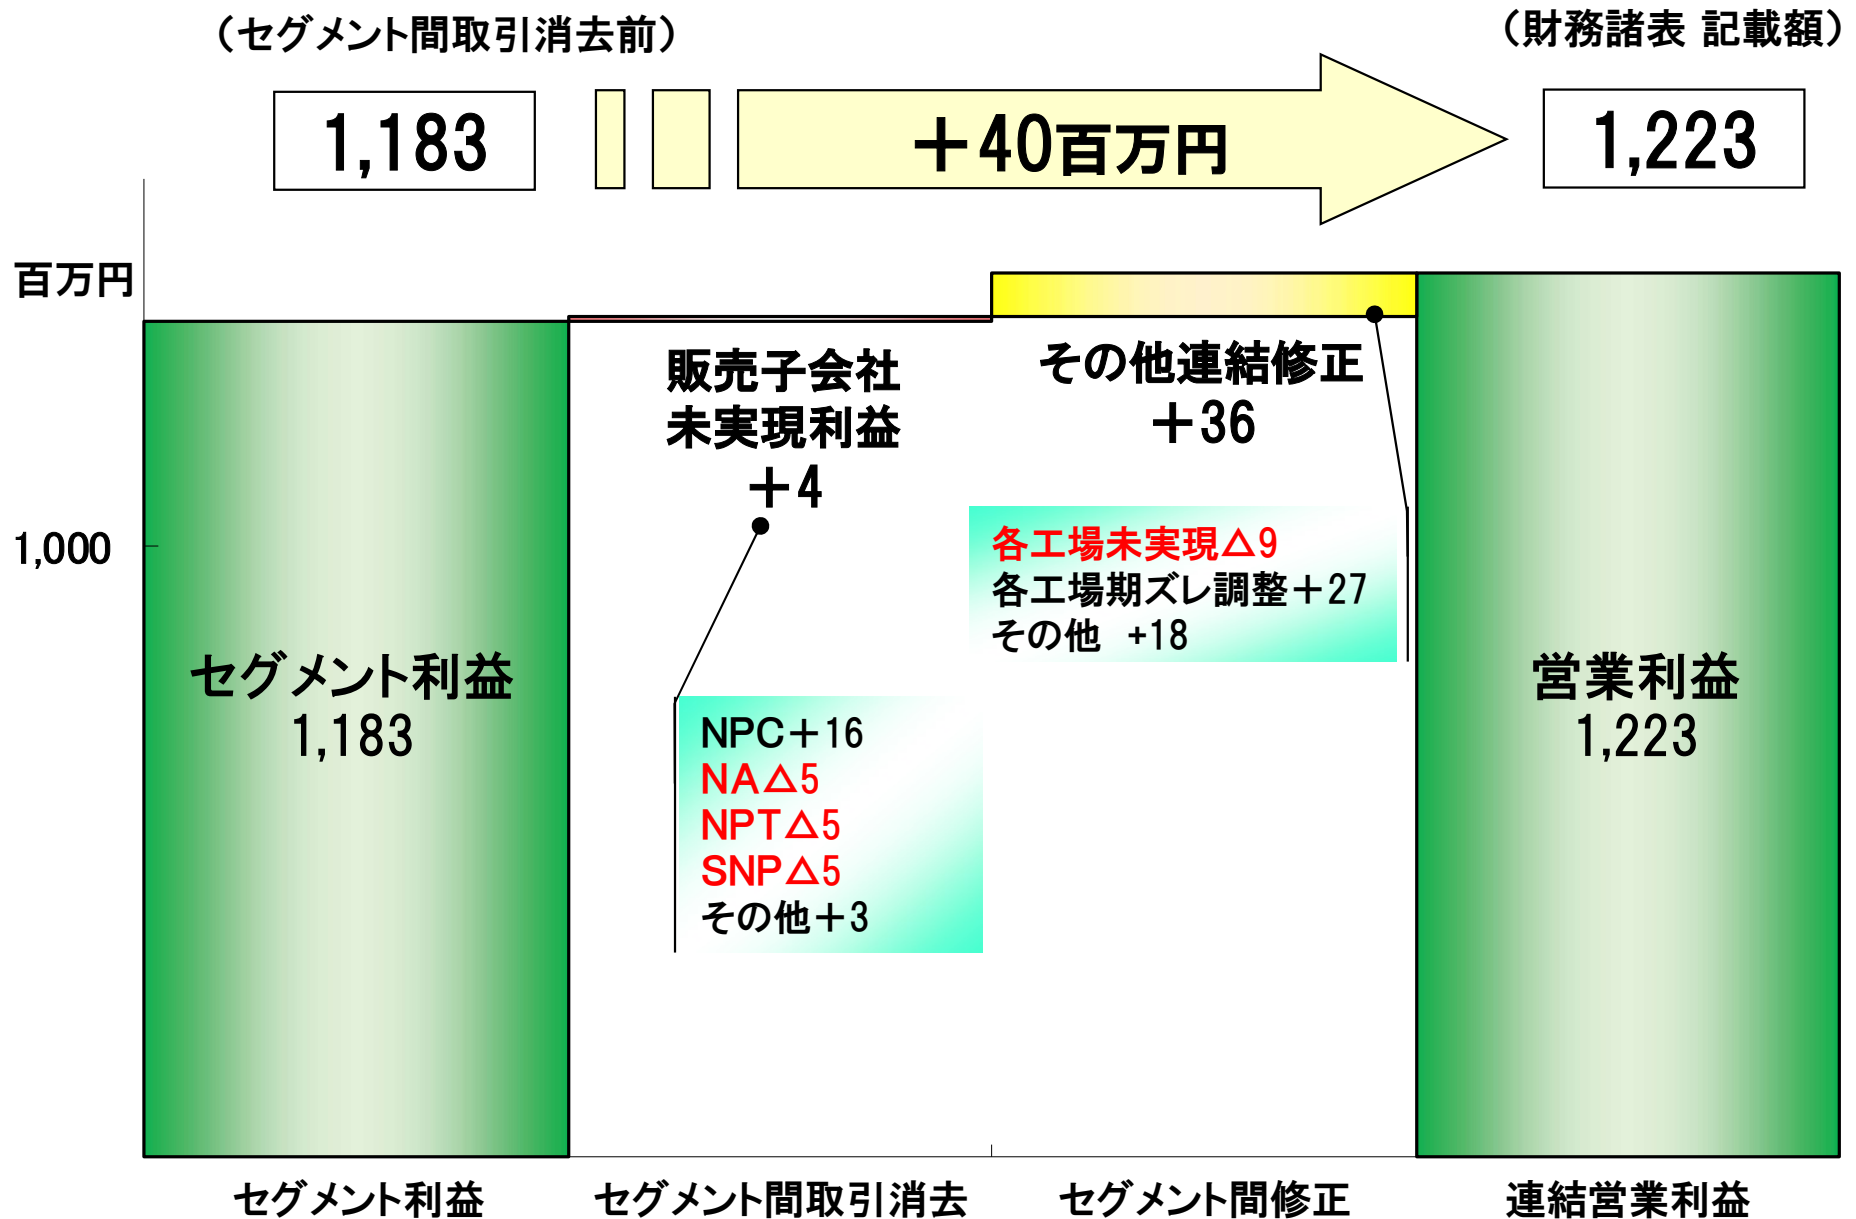 （セグメント間取引消去前）
（財務諸表 記載額）
1,183
＋40百万円
1,223
百万円
1,000
セグメント利益
1,183
販売子会社
未実現利益
＋4
NPC＋16
NA△5
NPT△5
SNP△5
その他＋3
その他連結修正
＋36
各工場未実現△9
各工場期ズレ調整＋27
その他　+18
営業利益
1,223
セグメント利益
セグメント間取引消去
セグメント間修正
連結営業利益